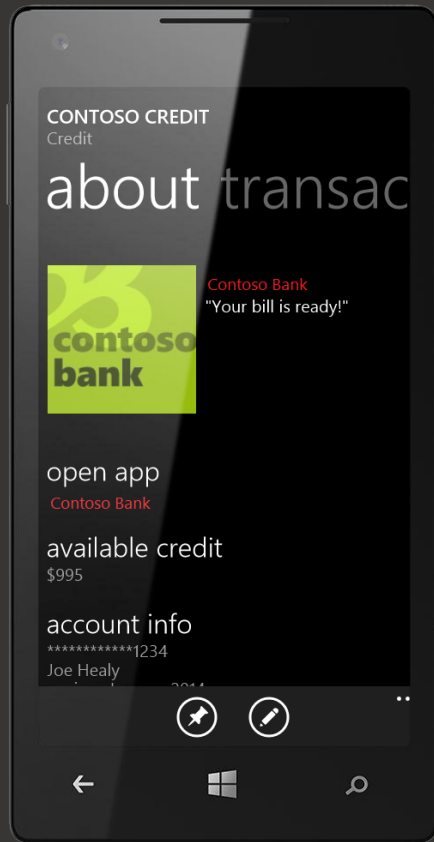 CONTOSO CREDIT
Credit
about transac
contoso
bank
Contoso Bank
"Your bill is ready!"
open app
Contoso Bank
available credit
$995
account info
************1234
Joe Healy